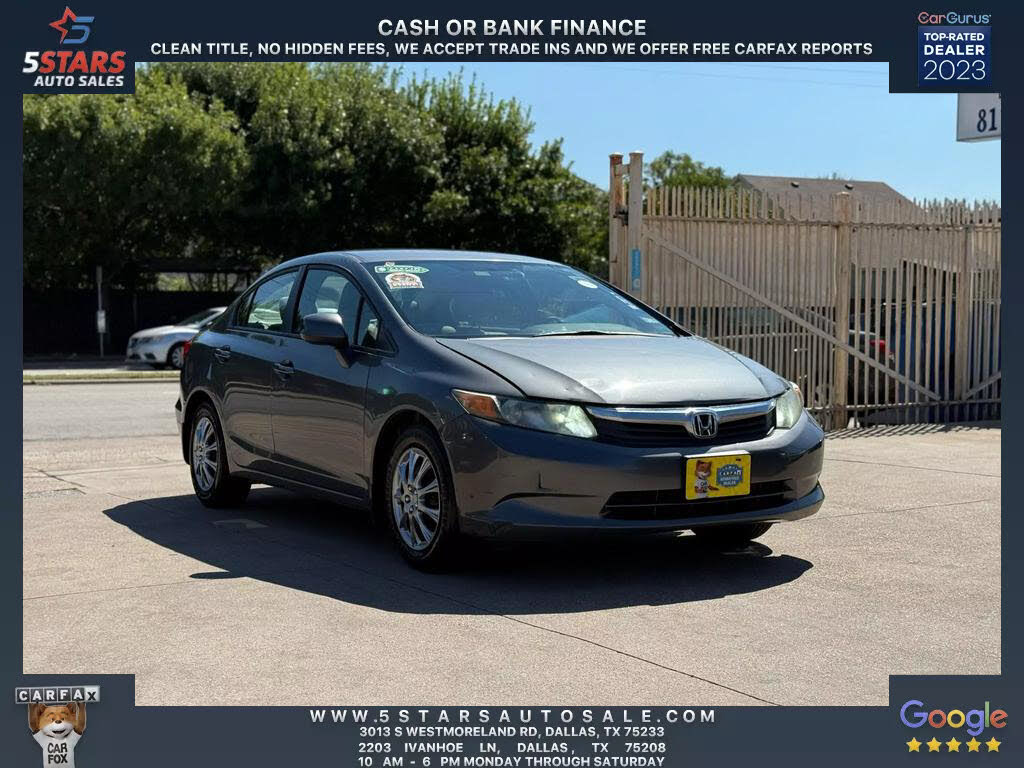 5STARS
AUTO SALES
CASH OR BANK FINANCE
CLEAN TITLE, NO HIDDEN FEES, WE ACCEPT TRADE INS AND WE OFFER FREE CARFAX REPORTS
CarGurus
TOP-RATED
DEALER
2023
81
CARFAX
CAR
FOX
WWW.5STARSAUTOSALE.COM
3013 S WESTMORELAND RD, DALLAS, TX 75233
2203 IVANHOE LN, DALLAS, TX 75208
10 AM - 6 PM MONDAY THROUGH SATURDAY
Google